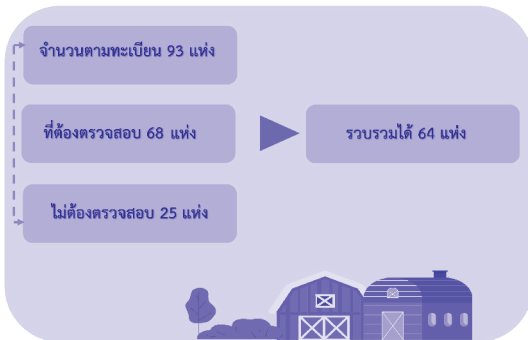 จำนวนตามทะเบียน 93 แห่ง
ที่ต้องตรวจสอบ 68 แห่ง
รวบรวมได้ 64 แห่ง
ไม่ต้องตรวจสอบ 25 แห่ง